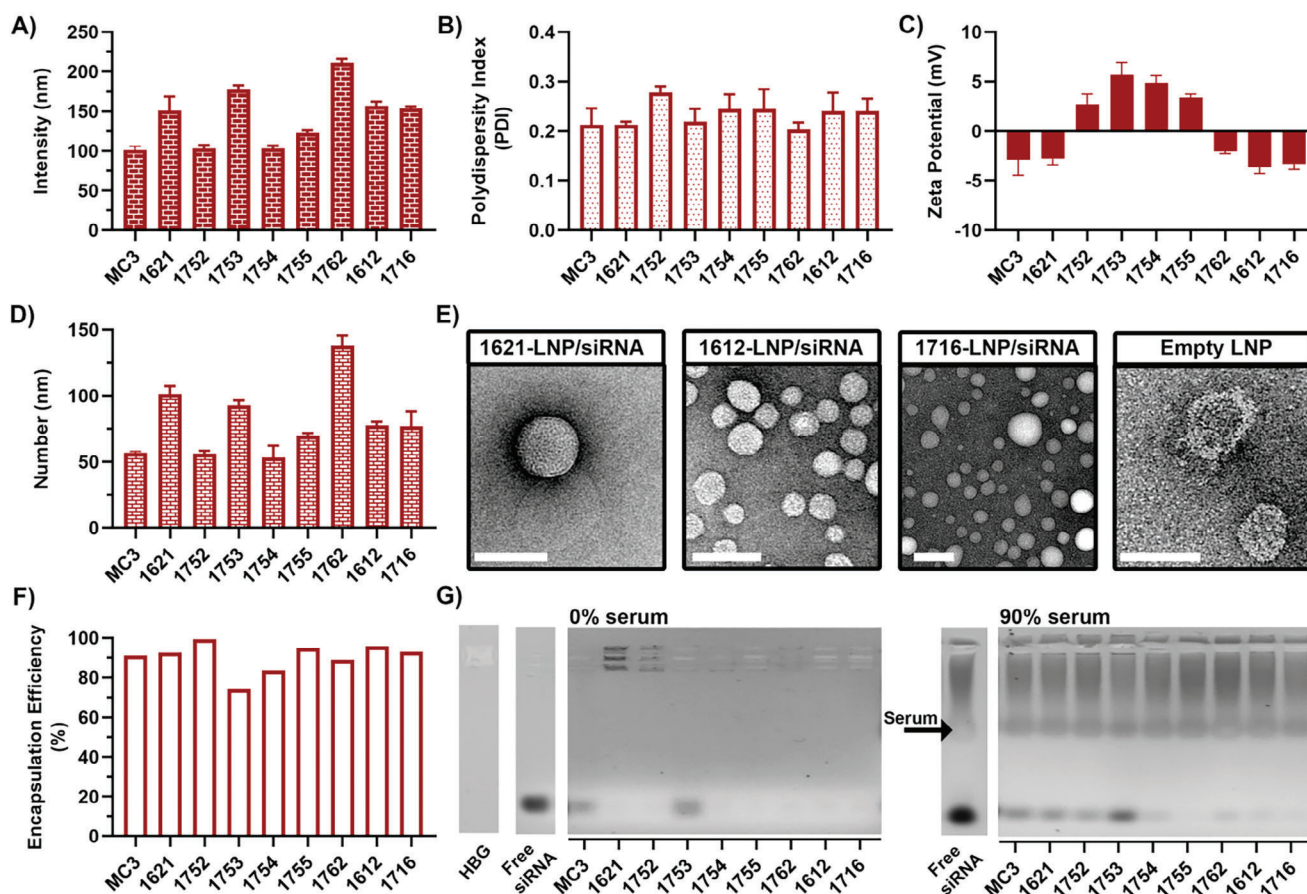 A)
Intensity (nm)
250
200
150
100
50
0
MC3
1621
1752
1753
1754
1755
1762
1612
1716
B)
Polydispersity Index
(PDI)
0.4
0.3
0.2
0.1
0.0
MC3
1621
1752
1753
1754
1755
1762
1612
1716
C)
Zeta Potential (mV)
10
5
0
-5
-10
MC3
1621
1752
1753
1754
1755
1762
1612
1716
D)
Number (nm)
150
100
50
0
MC3
1621
1752
1753
1754
1755
1762
1612
1716
E)
1621-LNP/siRNA
1612-LNP/siRNA
1716-LNP/siRNA
Empty LNP
F)
Encapsulation Efficiency
(%)
100
80
60
40
20
0
MC3
1621
1752
1753
1754
1755
1762
1612
1716
G)
0% serum
HBG
Free
siRNA
MC3
1621
1752
1753
1754
1755
1762
1612
1716
90% serum
Serum
Free
siRNA
MC3
1621
1752
1753
1754
1755
1762
1612
1716